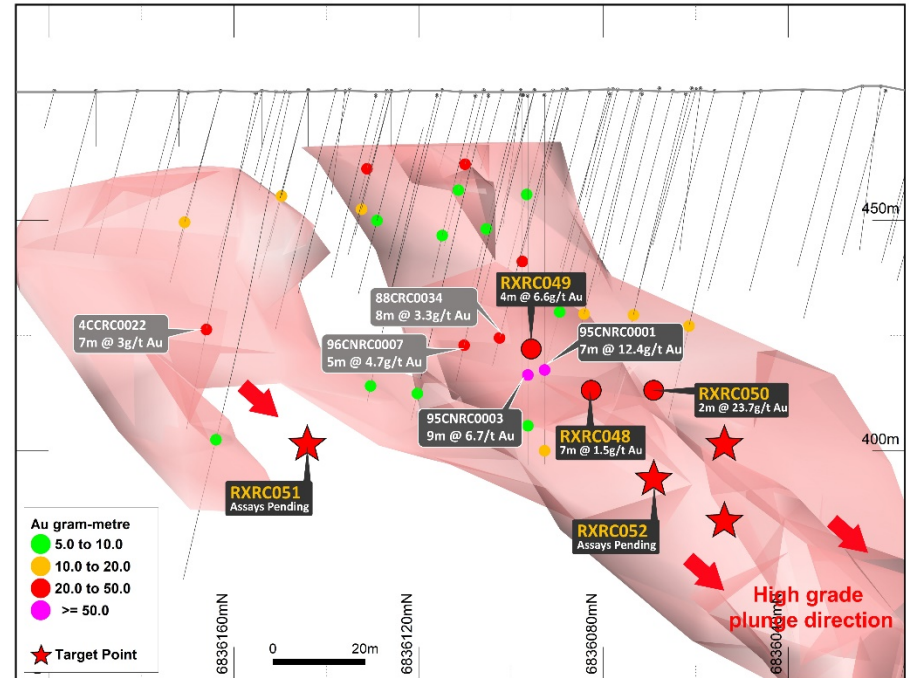 450m
RXRC049
4m @ 6.6g/t Au
88CRC0034
8m @ 3.3g/t Au
4CCRC0022
7m @ 3g/t Au
96CNRC0007
5m @ 4.7g/t Au
95CNRC0001
7m @ 12.4g/t Au
RXRC050
2m @ 23.7g/t Au
95CNRC0003
9m @ 6.7/t Au
RXRC048
7m @ 1.5g/t Au
400m
RXRC051
Assays Pending
RXRC052
Assays Pending
Au gram-metre
5.0 to 10.0
10.0 to 20.0
20.0 to 50.0
>= 50.0
Target Point
6836160mN
0
20m
6836120mN
6836080mN
6836040mN
High grade
plunge direction